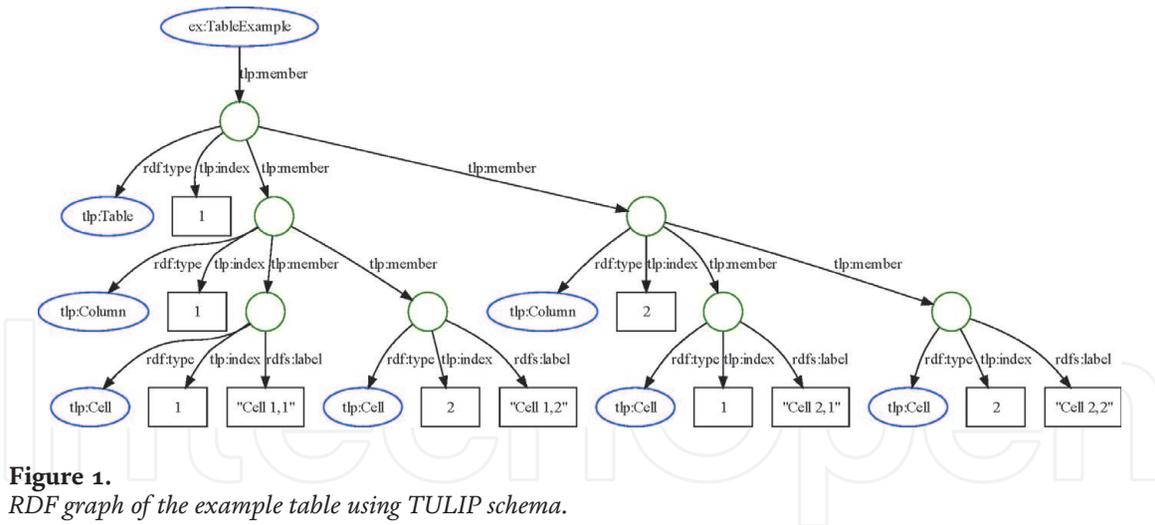 ex:TableExample
tlp:member
rdf:type tlp:index tlp:member tlp:member
tlp:Table 1
rdf:type tlp:index tlp:member tlp:member rdf:type tlp:index tlp:member tlp:member
tlp:Column 1 tlp:Column 2
rdf:type tlp:index rdfs:label rdf:type tlp:index rdfs:label rdf:type tlp:index rdfs:label rdf:type tlp:index rdfs:label
tlp:Cell 1 "Cell 1,1" tlp:Cell 2 "Cell 1,2" tlp:Cell 1 "Cell 2,1" tlp:Cell 2 "Cell 2,2"
IntechOpen
Figure 1.
RDF graph of the example table using TULIP schema.